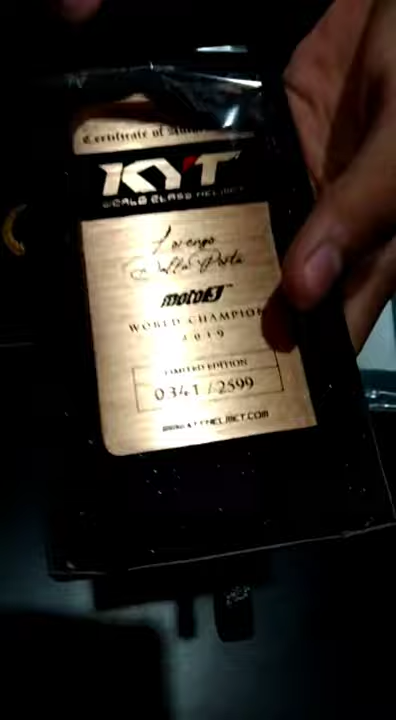 Certificate of
KYT
WORLD CLASS HELMET
Lorenzo
Dalla Porta
moto3™
WORLD CHAMPION
2019
LIMITED EDITION
0341 / 2599
www.KYTHELMET.COM